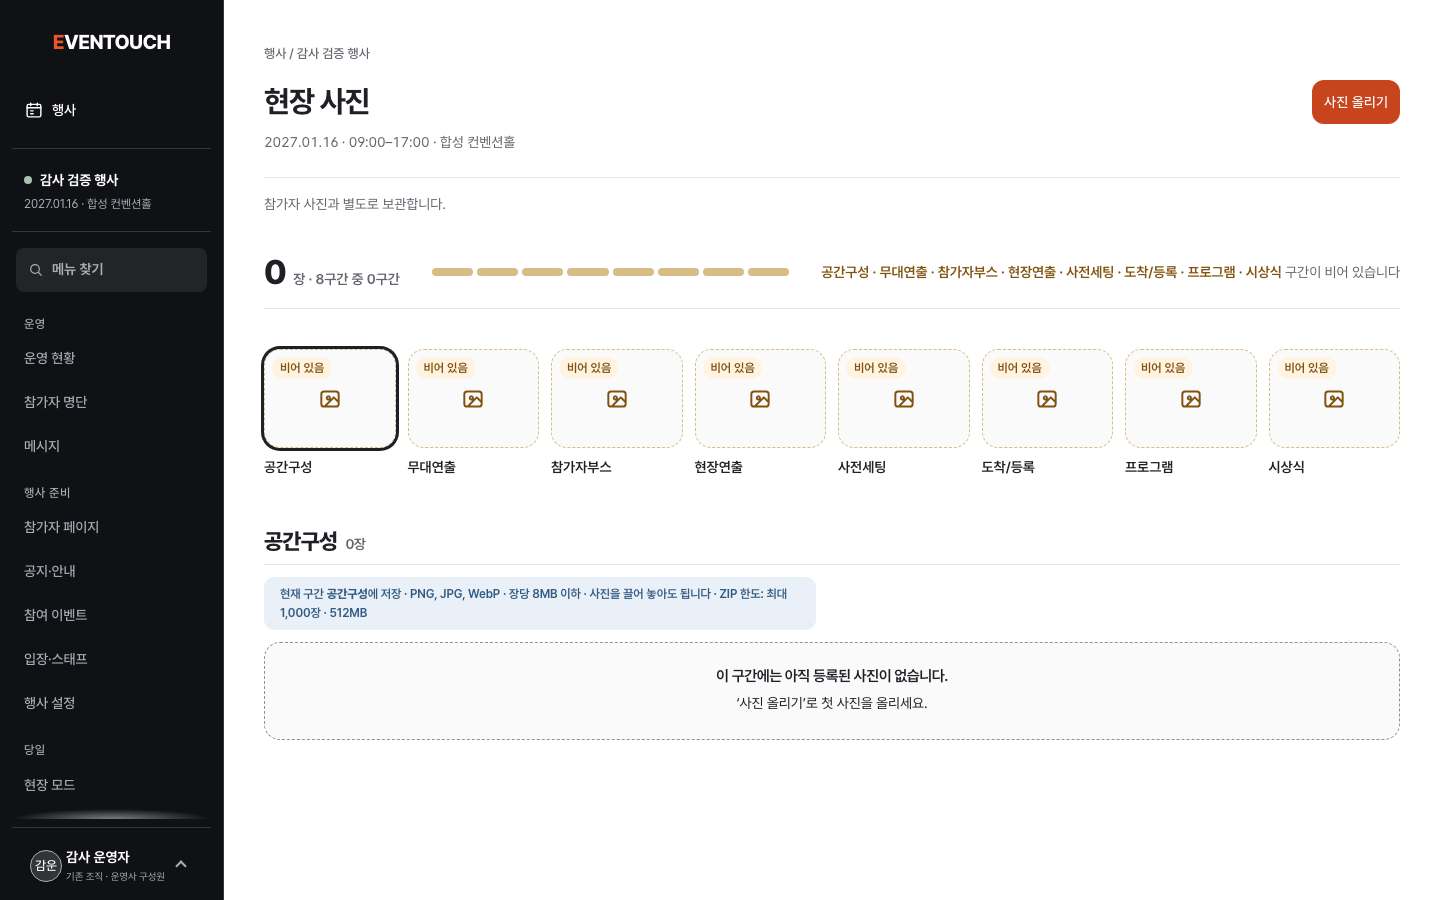 EVENTOUCH
행사
감사 검증 행사
2027.01.16 · 합성 컨벤션홀
메뉴 찾기
운영
운영 현황
참가자 명단
메시지
행사 준비
참가자 페이지
공지·안내
참여 이벤트
입장·스태프
행사 설정
당일
현장 모드
감운
감사 운영자
기존 조직 · 운영사 구성원
행사 / 감사 검증 행사
현장 사진
사진 올리기
2027.01.16 · 09:00–17:00 · 합성 컨벤션홀
참가자 사진과 별도로 보관합니다.
0 장 · 8구간 중 0구간
공간구성 · 무대연출 · 참가자부스 · 현장연출 · 사전세팅 · 도착/등록 · 프로그램 · 시상식 구간이 비어 있습니다
비어 있음 비어 있음 비어 있음 비어 있음 비어 있음 비어 있음 비어 있음 비어 있음
공간구성 무대연출 참가자부스 현장연출 사전세팅 도착/등록 프로그램 시상식
공간구성 0장
현재 구간 공간구성에 저장 · PNG, JPG, WebP · 장당 8MB 이하 · 사진을 끌어 놓아도 됩니다 · ZIP 한도: 최대
1,000장 · 512MB
이 구간에는 아직 등록된 사진이 없습니다.
‘사진 올리기’로 첫 사진을 올리세요.